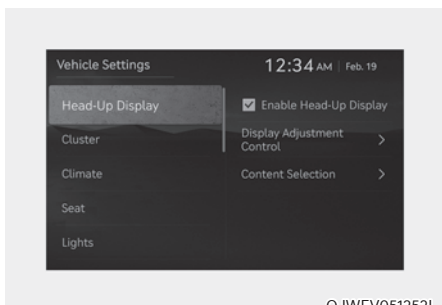 Vehicle Settings
12:34 AM | Feb. 19
Head-Up Display
Enable Head-Up Display
Cluster
Display Adjustment
Control
Climate
Content Selection
Seat
Lights